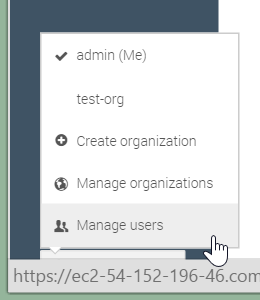 admin (Me)
test-org
Create organization
Manage organizations
Manage users
https://ec2-54-152-196-46.com